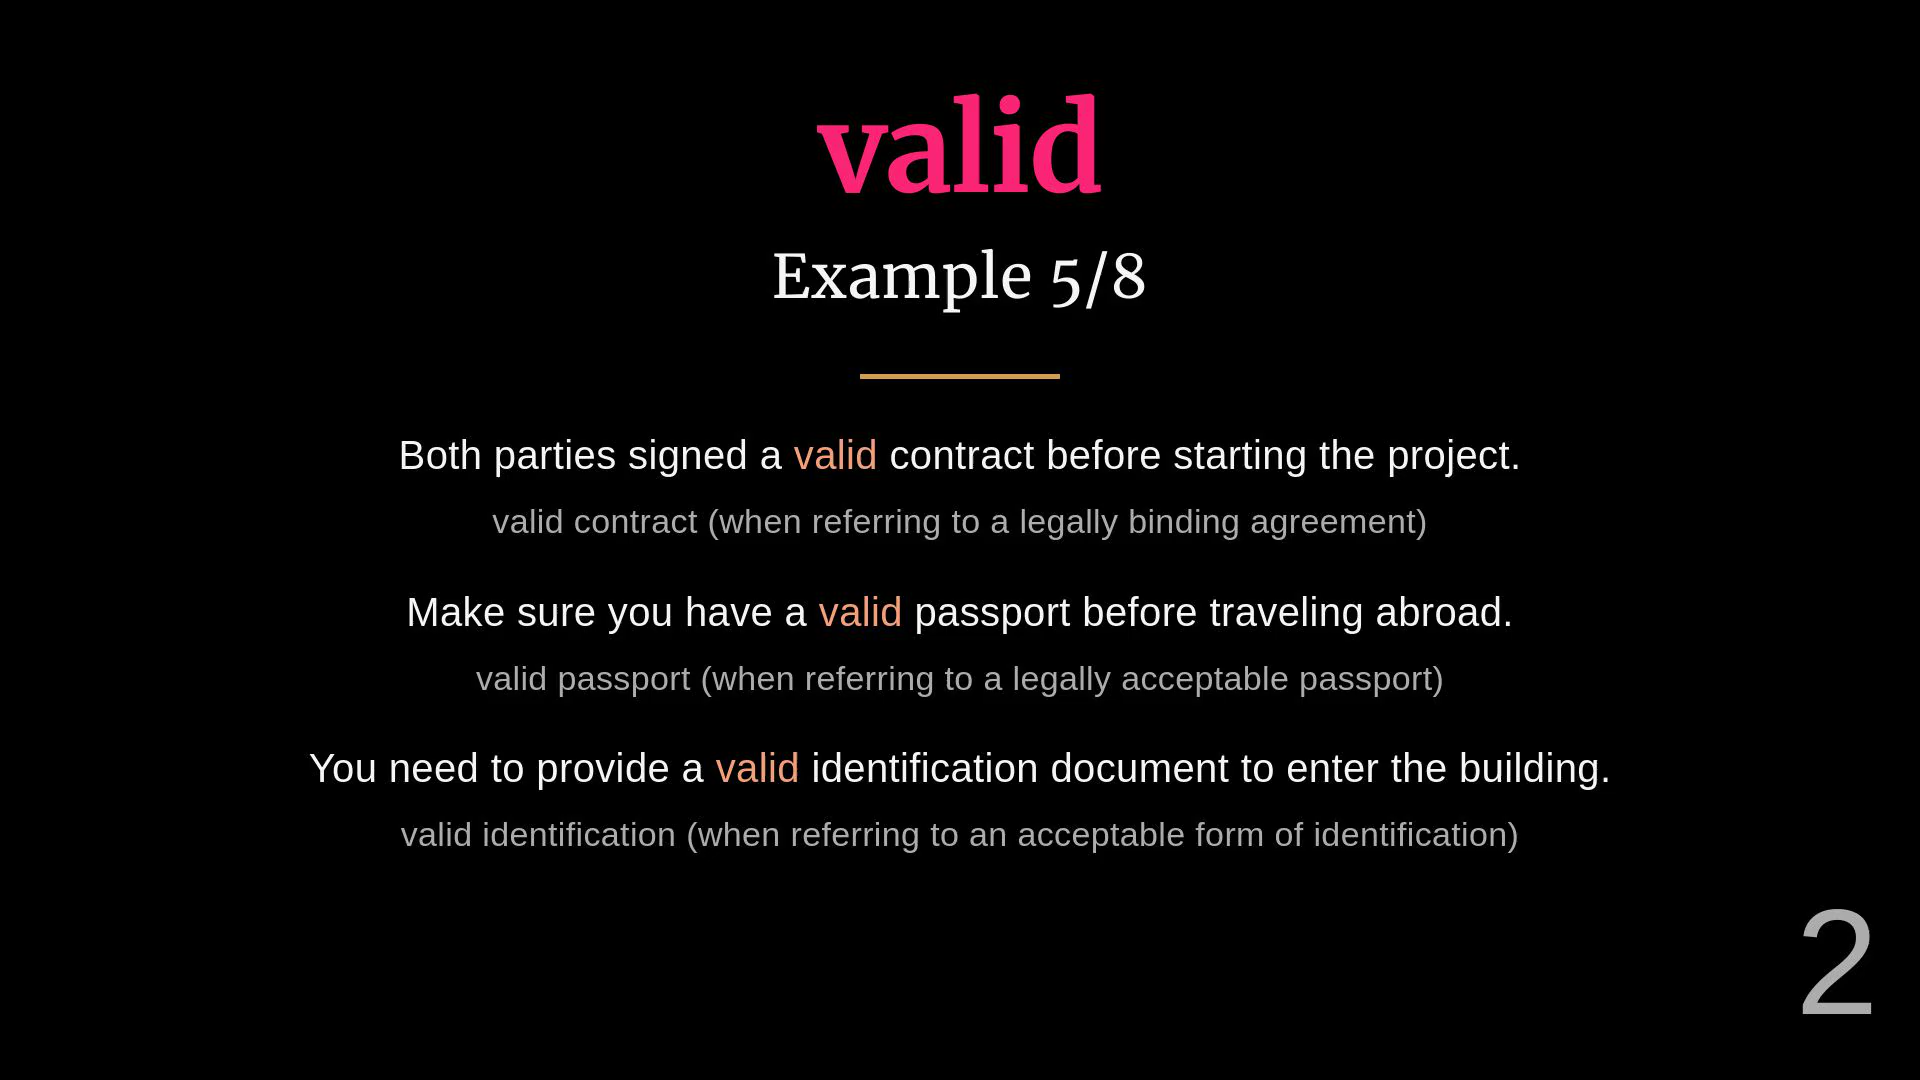 valid
Example 5/8
Both parties signed a valid contract before starting the project.
valid contract (when referring to a legally binding agreement)
Make sure you have a valid passport before traveling abroad.
valid passport (when referring to a legally acceptable passport)
You need to provide a valid identification document to enter the building.
valid identification (when referring to an acceptable form of identification)
2